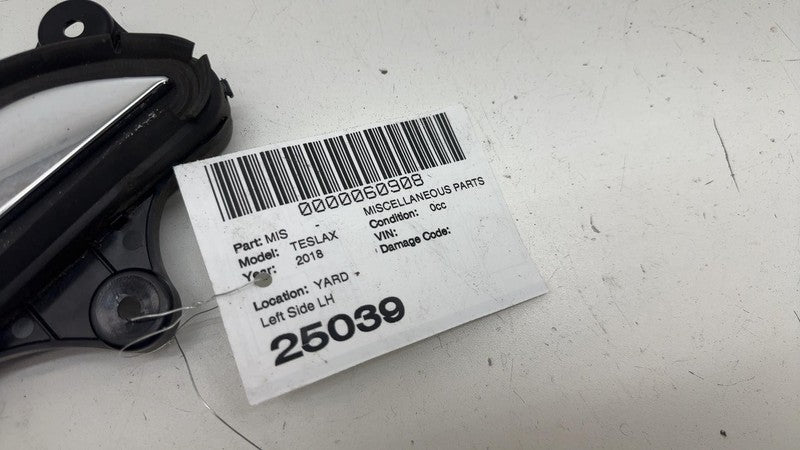 0000060908
Part: MIS - MISCELLANEOUS PARTS
Model: TESLAX Condition: 0cc
Year: 2018 VIN:
Damage Code:
Location: YARD -
Left Side LH
25039